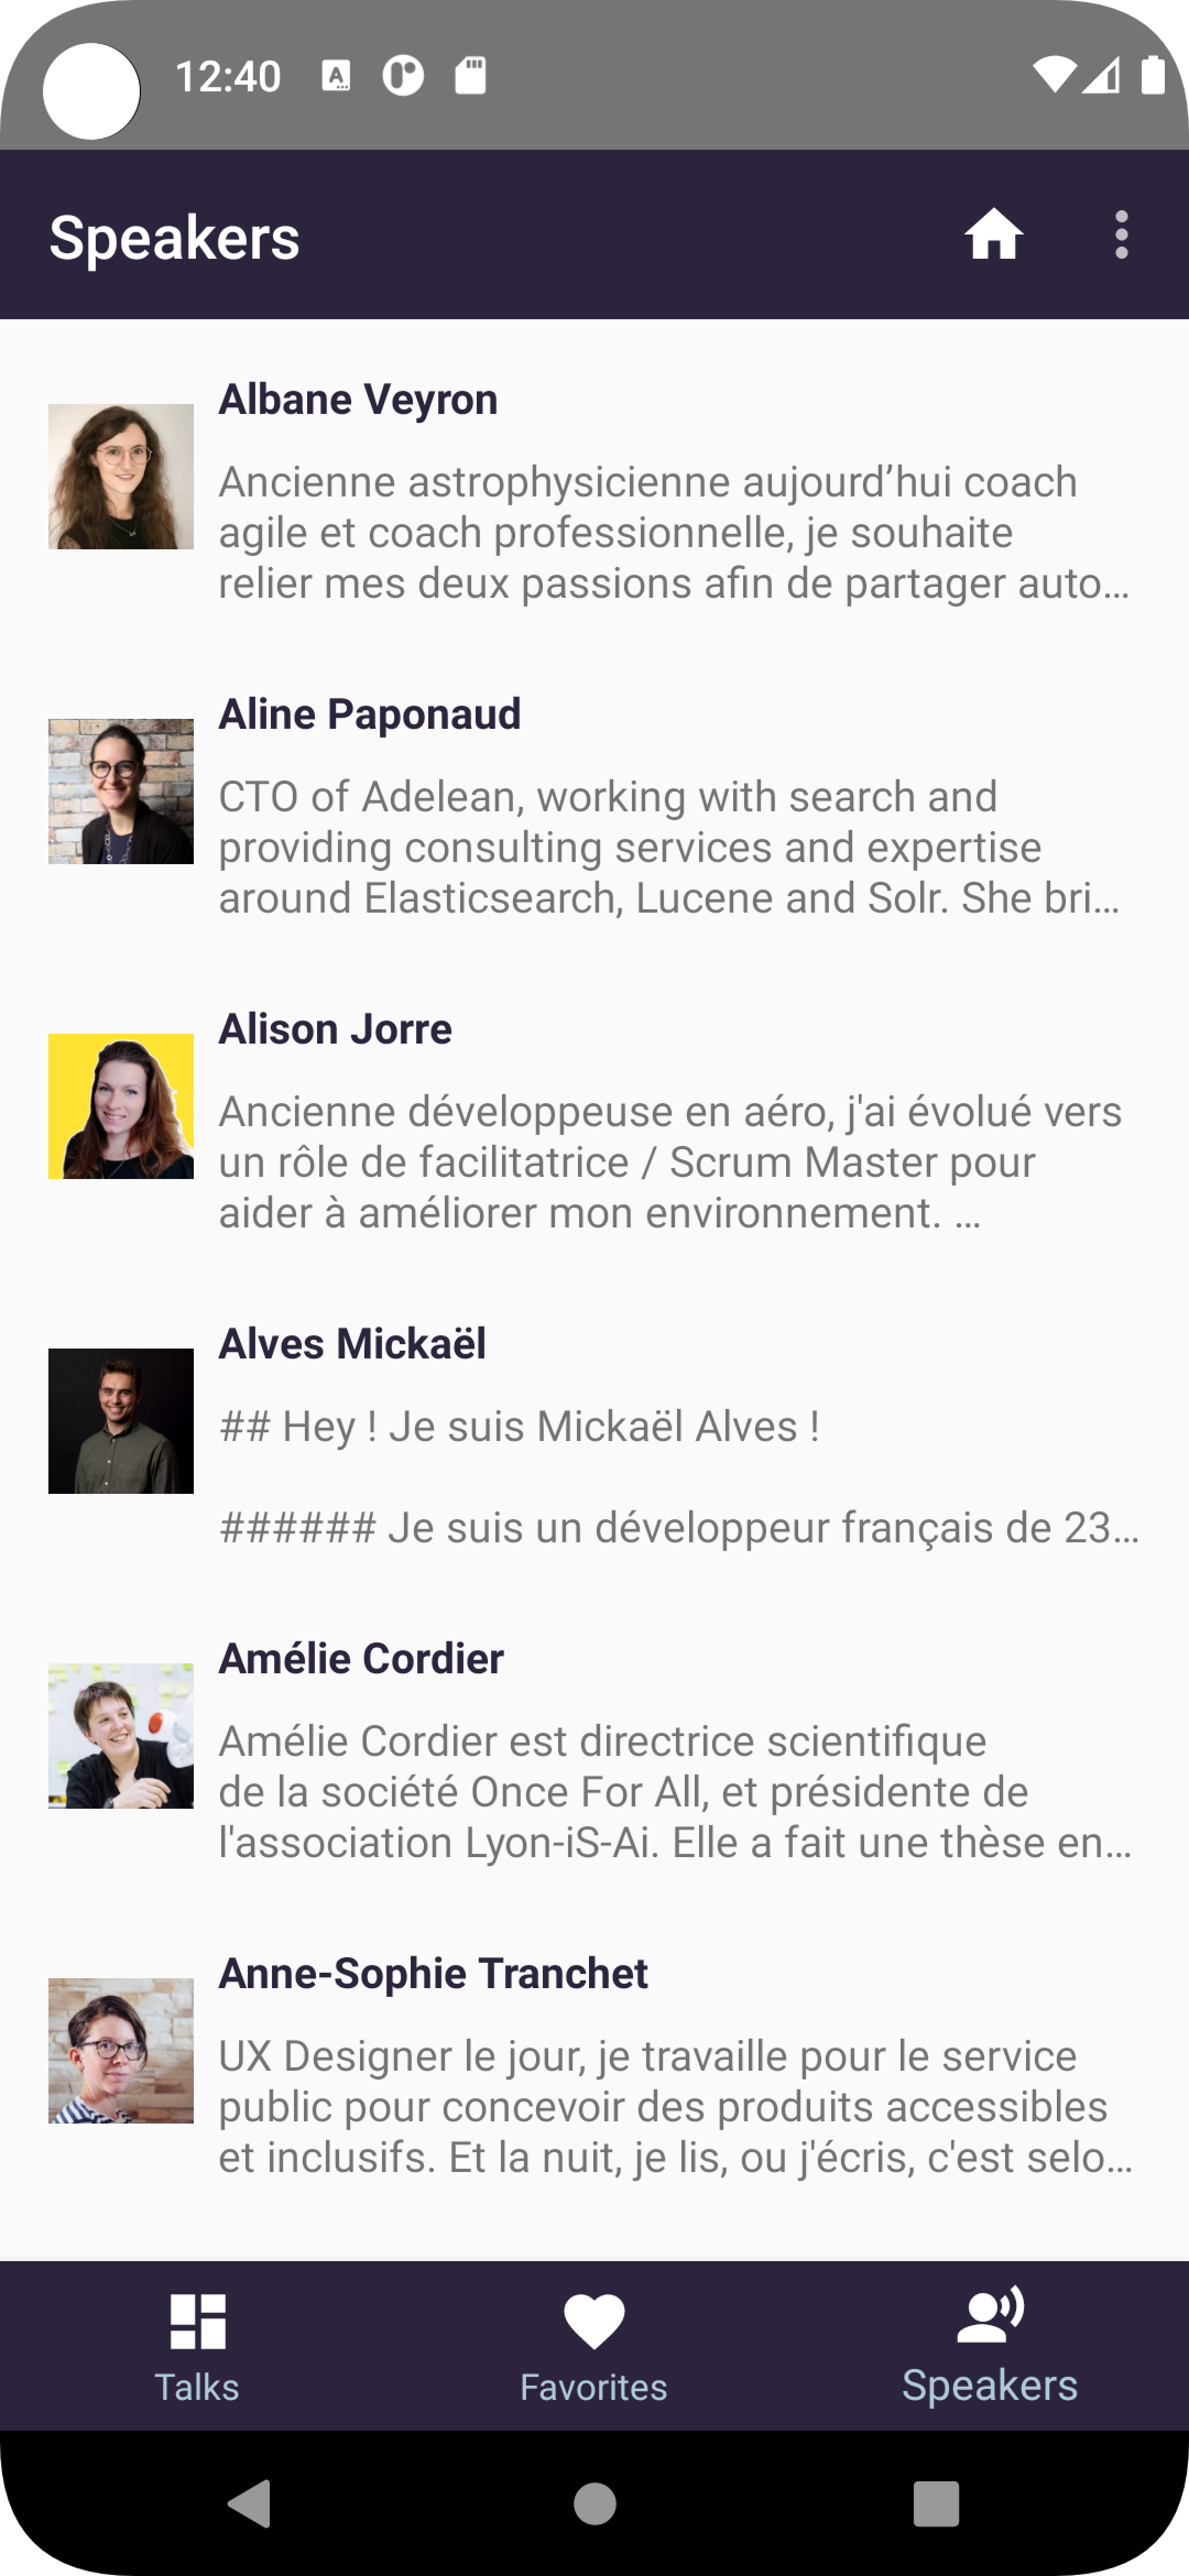 12:40
Speakers
Albane Veyron
Ancienne astrophysicienne aujourd’hui coach
agile et coach professionnelle, je souhaite
relier mes deux passions afin de partager auto…
Aline Paponaud
CTO of Adelean, working with search and
providing consulting services and expertise
around Elasticsearch, Lucene and Solr. She bri…
Alison Jorre
Ancienne développeuse en aéro, j'ai évolué vers
un rôle de facilitatrice / Scrum Master pour
aider à améliorer mon environnement. …
Alves Mickaël
## Hey ! Je suis Mickaël Alves !
###### Je suis un développeur français de 23…
Amélie Cordier
Amélie Cordier est directrice scientifique
de la société Once For All, et présidente de
l'association Lyon-iS-Ai. Elle a fait une thèse en…
Anne-Sophie Tranchet
UX Designer le jour, je travaille pour le service
public pour concevoir des produits accessibles
et inclusifs. Et la nuit, je lis, ou j'écris, c'est selo…
Talks
Favorites
Speakers